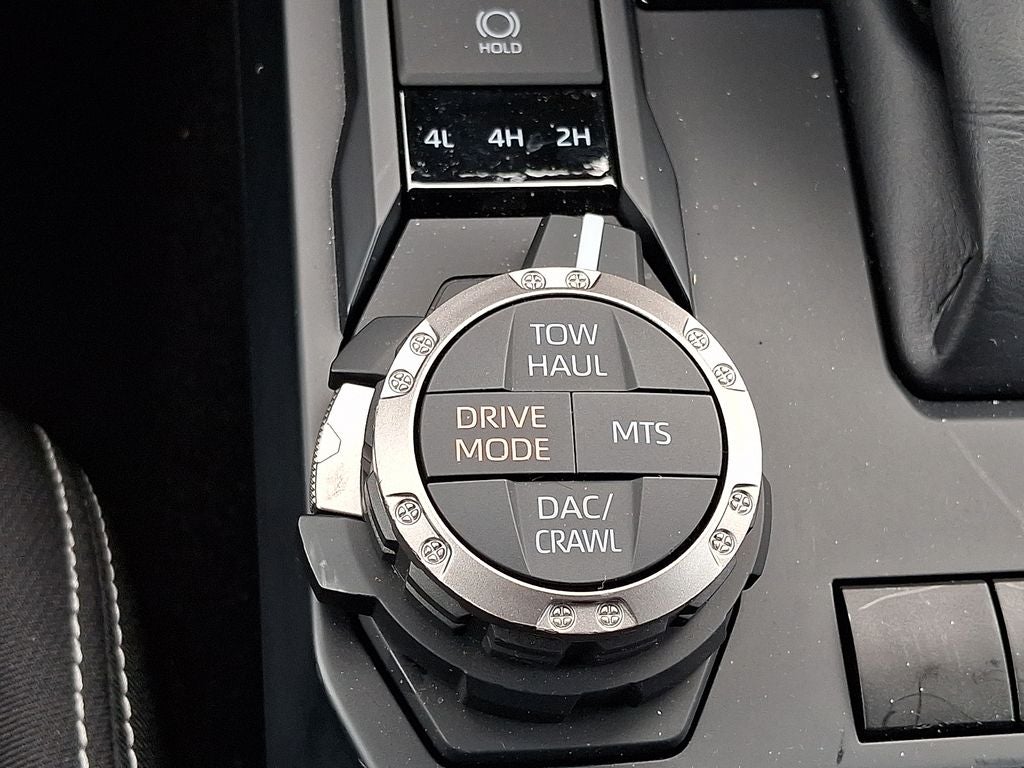 HOLD
4L 4H 2H
TOW
HAUL
DRIVE
MODE
MTS
DAC/
CRAWL